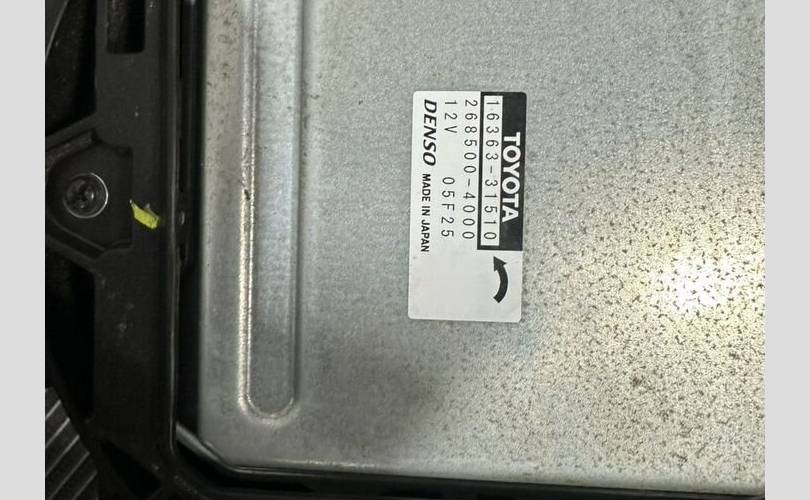 TOYOTA
16363-31510
268500-4000
12V 05F25
DENSO MADE IN JAPAN